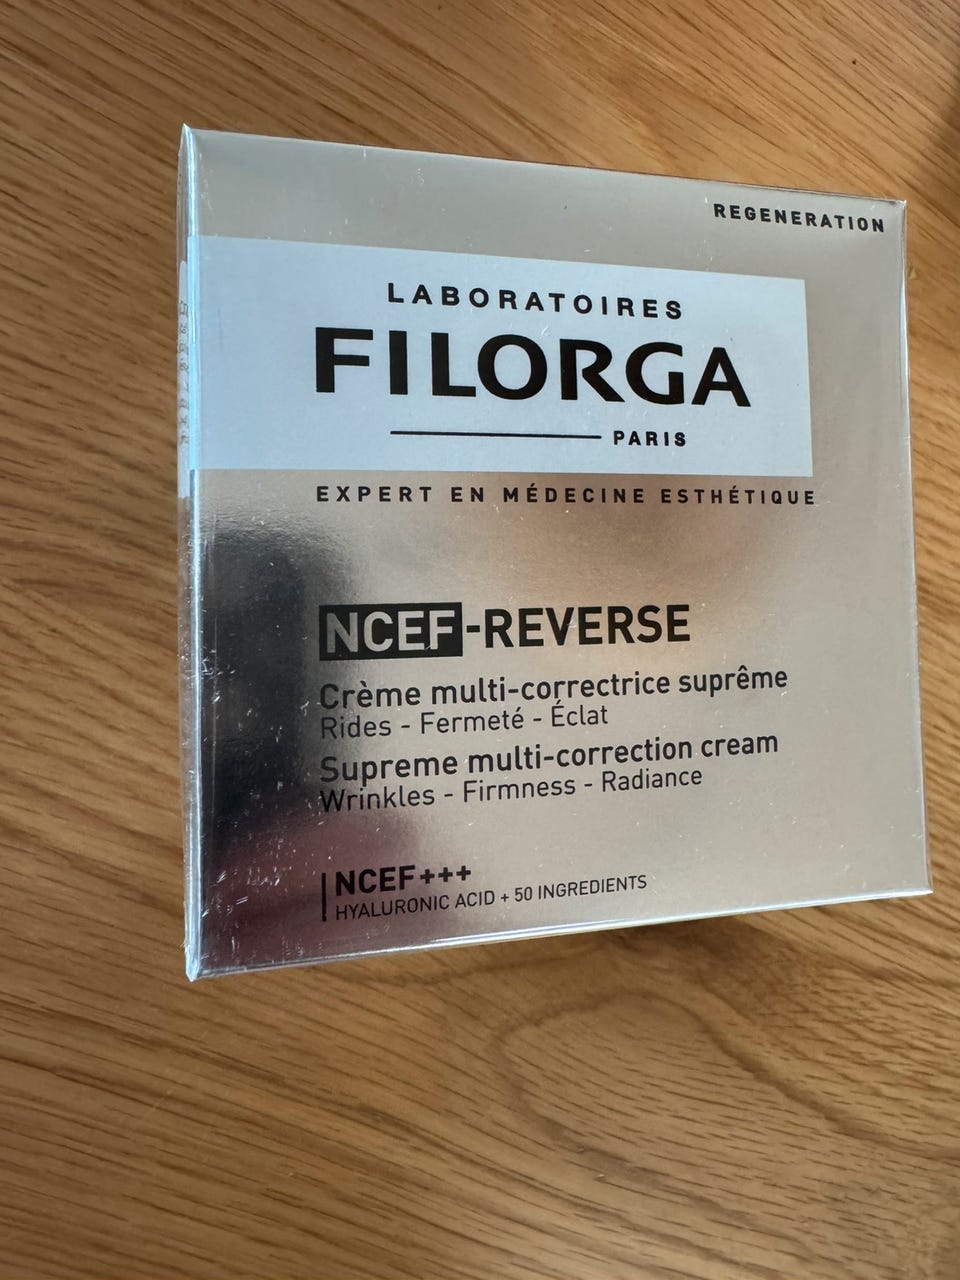 REGENERATION
LABORATOIRES
FILORGA
PARIS
EXPERT EN MÉDECINE ESTHÉTIQUE
NCEF-REVERSE
Crème multi-correctrice suprême
Rides - Fermeté - Éclat
Supreme multi-correction cream
Wrinkles - Firmness - Radiance
NCEF+++
HYALURONIC ACID + 50 INGREDIENTS